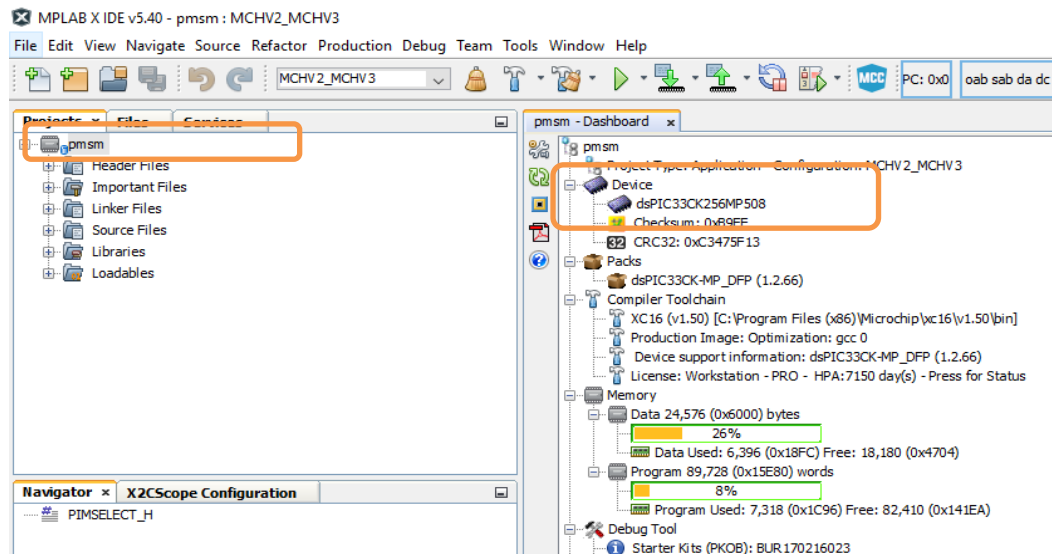 MPLAB X IDE v5.40 - pmsm : MCHV2_MCHV3
File Edit View Navigate Source Refactor Production Debug Team Tools Window Help
MCHV2_MCHV3
MCC
PC: 0x0
oab sab da dc
Projects
Files
Services
pmsm
Header Files
Important Files
Linker Files
Source Files
Libraries
Loadables
Navigator
X2CScope Configuration
PIMSELECT_H
pmsm - Dashboard
pmsm
Project Type: Application - Configuration: MCHV2_MCHV3
Device
dsPIC33CK256MP508
Checksum: 0xB9FF
32 CRC32: 0xC3475F13
Packs
dsPIC33CK-MP_DFP (1.2.66)
Compiler Toolchain
XC16 (v1.50) [C:\Program Files (x86)\Microchip\xc16\v1.50\bin]
Production Image: Optimization: gcc 0
Device support information: dsPIC33CK-MP_DFP (1.2.66)
License: Workstation - PRO - HPA:7150 day(s) - Press for Status
Memory
Data 24,576 (0x6000) bytes
26%
Data Used: 6,396 (0x18FC) Free: 18,180 (0x4704)
Program 89,728 (0x15E80) words
8%
Program Used: 7,318 (0x1C96) Free: 82,410 (0x141EA)
Debug Tool
Starter Kits (PKOB): BUR170216023